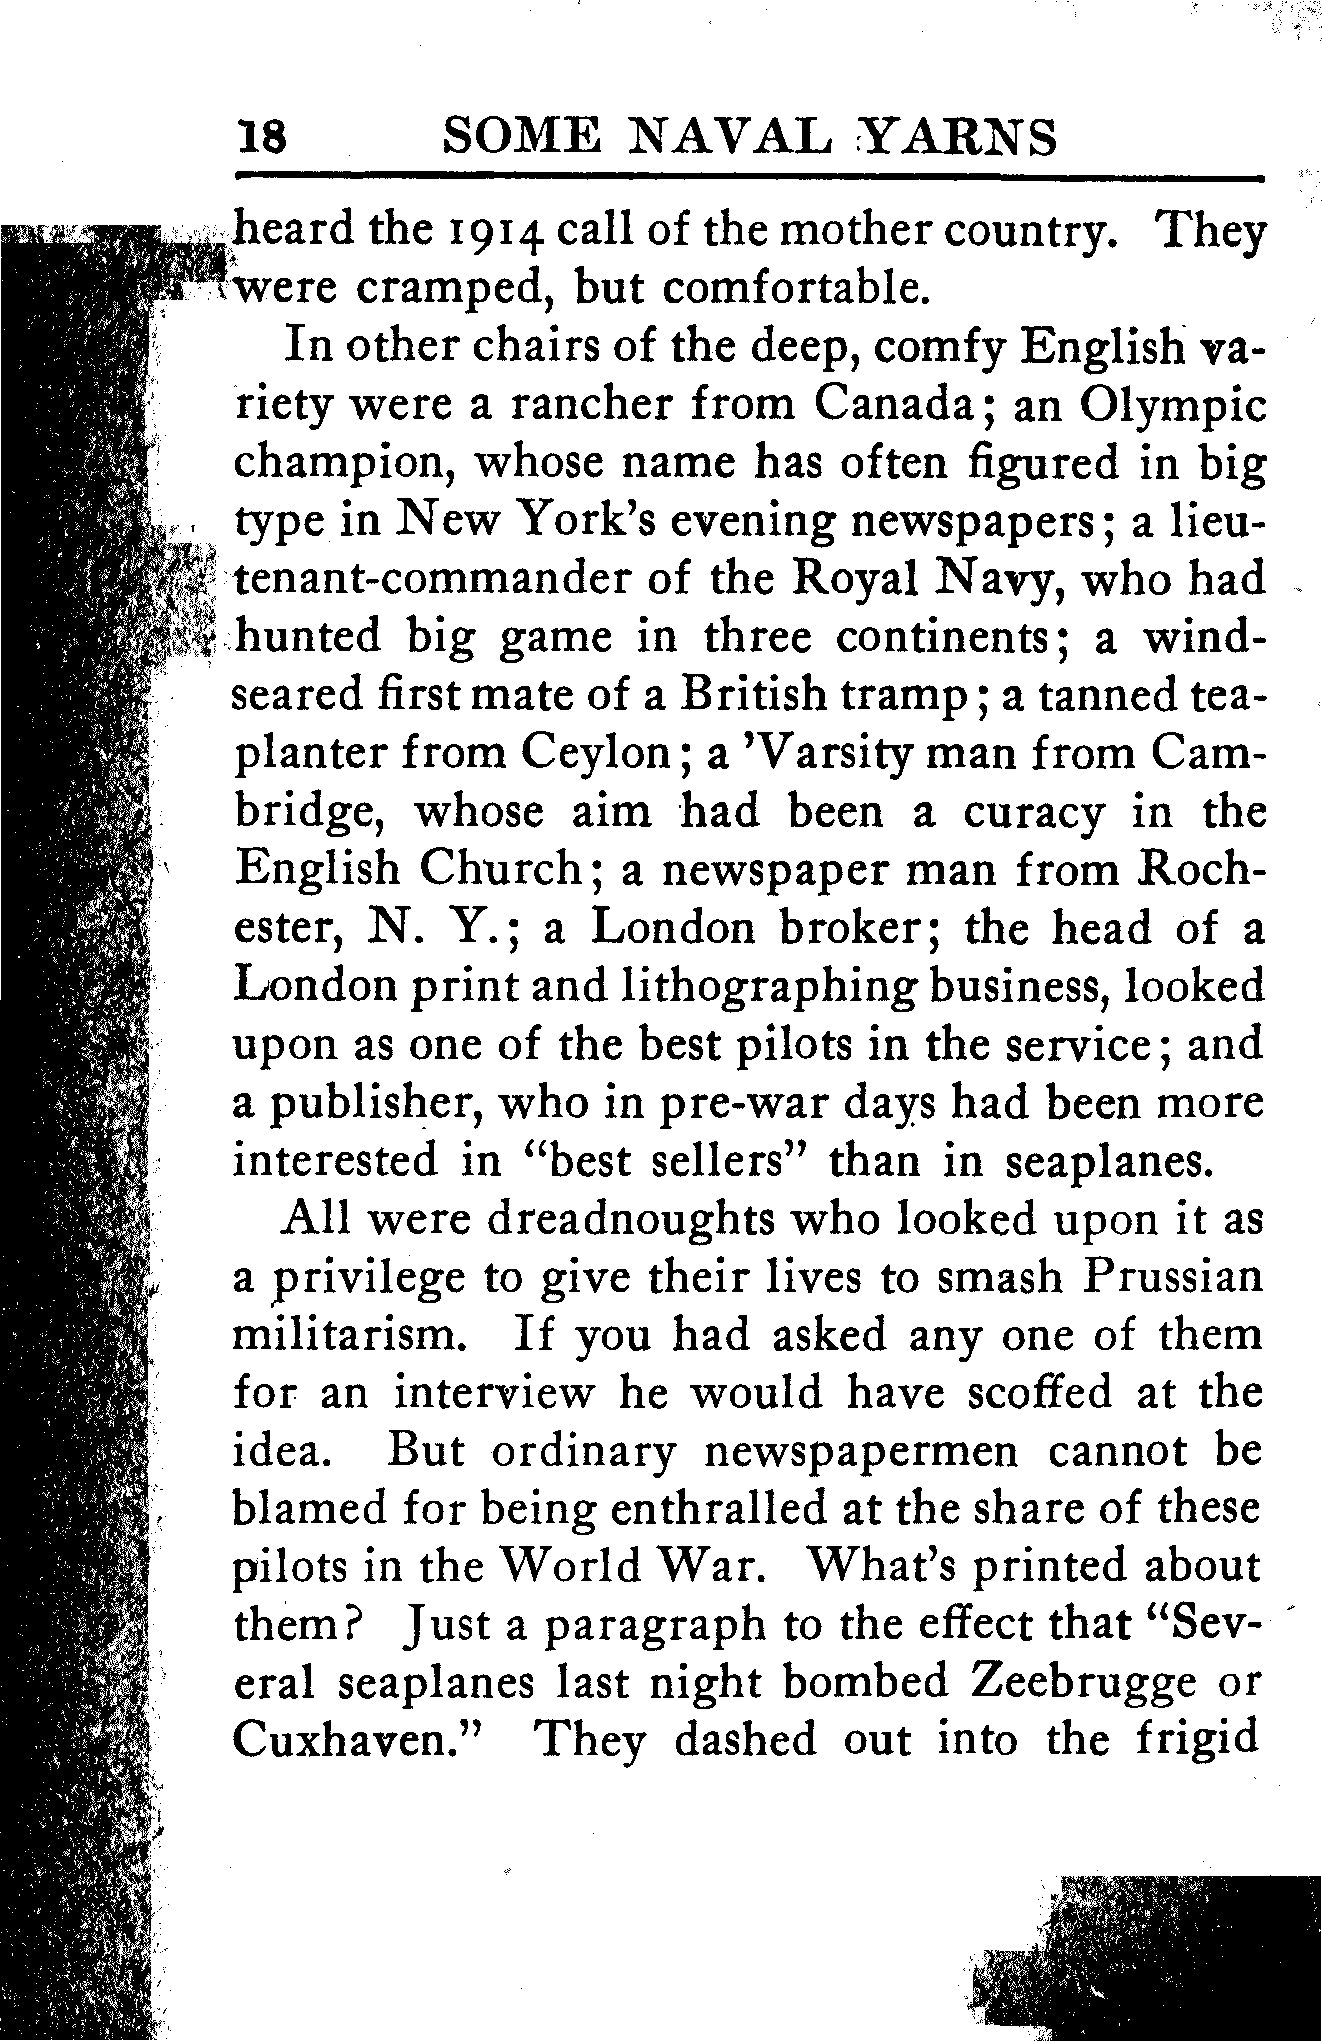 18 SOME NAVAL YARNS
heard the 1914 call of the mother country. They
were cramped, but comfortable.
In other chairs of the deep, comfy English va-
riety were a rancher from Canada; an Olympic
champion, whose name has often figured in big
type in New York's evening newspapers; a lieu-
tenant-commander of the Royal Navy, who had
hunted big game in three continents; a wind-
seared first mate of a British tramp; a tanned tea-
planter from Ceylon; a 'Varsity man from Cam-
bridge, whose aim had been a curacy in the
English Church; a newspaper man from Roch-
ester, N. Y.; a London broker; the head of a
London print and lithographing business, looked
upon as one of the best pilots in the service; and
a publisher, who in pre-war days had been more
interested in "best sellers" than in seaplanes.
All were dreadnoughts who looked upon it as
a privilege to give their lives to smash Prussian
militarism. If you had asked any one of them
for an interview he would have scoffed at the
idea. But ordinary newspapermen cannot be
blamed for being enthralled at the share of these
pilots in the World War. What's printed about
them? Just a paragraph to the effect that "Sev-
eral seaplanes last night bombed Zeebrugge or
Cuxhaven." They dashed out into the frigid